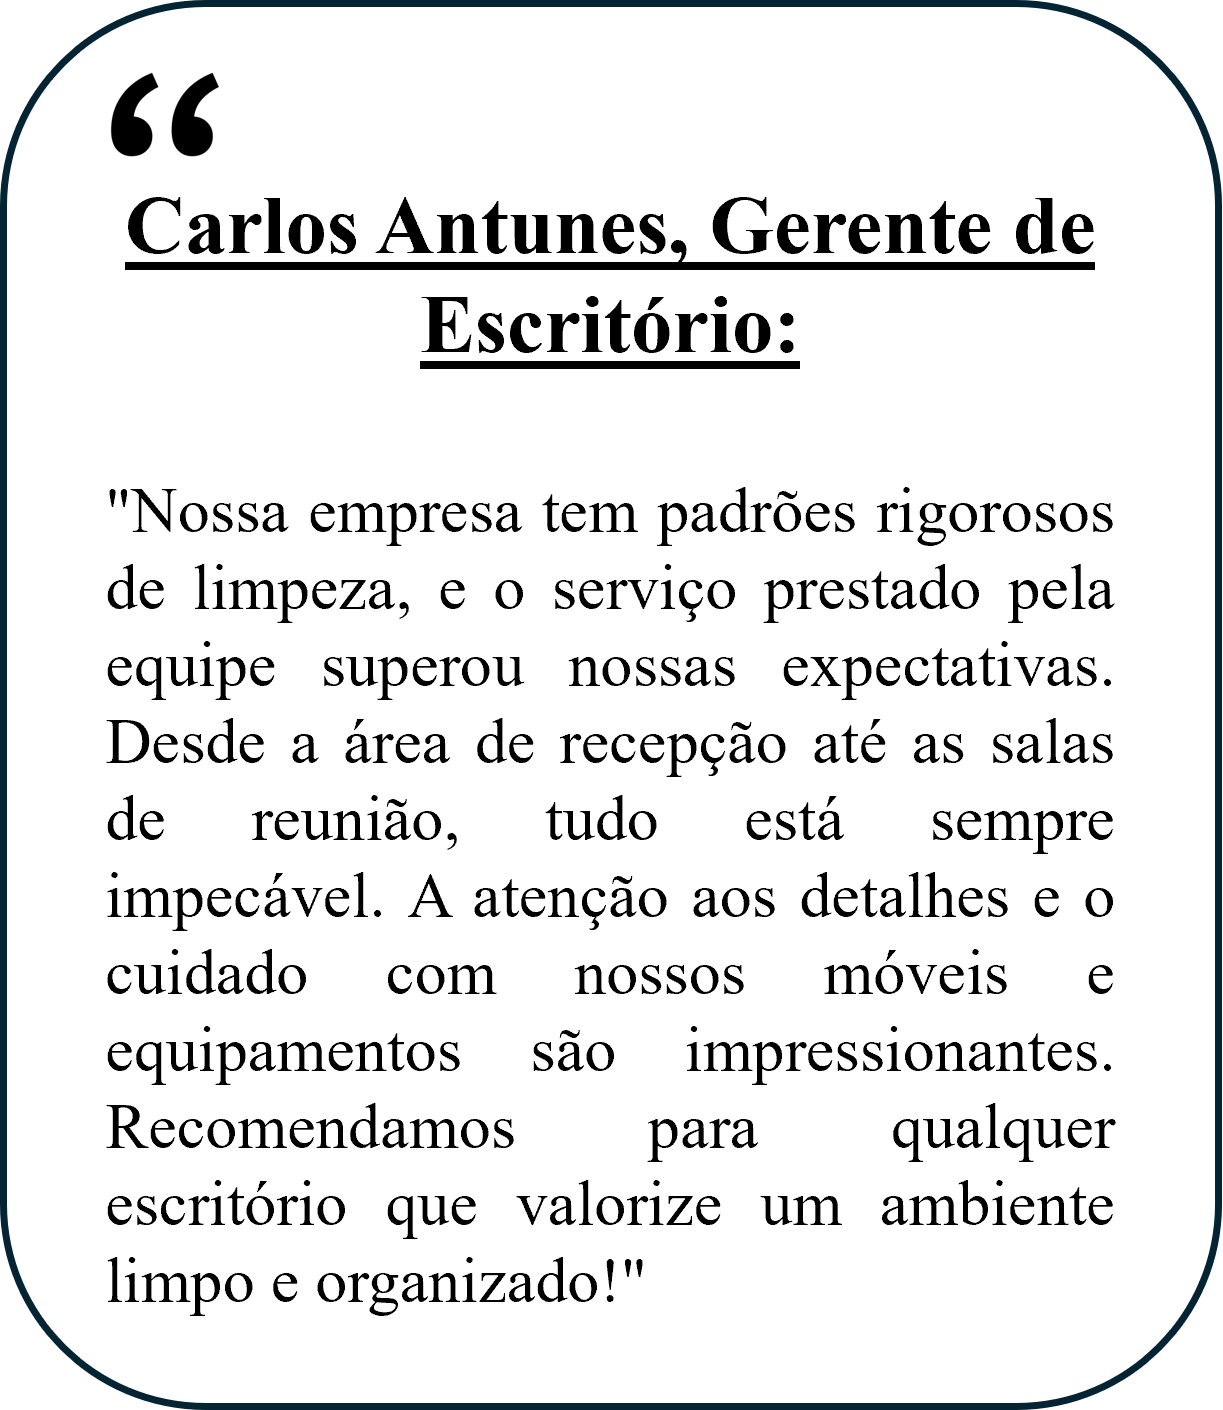 “
Carlos Antunes, Gerente de
Escritório:
"Nossa empresa tem padrões rigorosos
de limpeza, e o serviço prestado pela
equipe superou nossas expectativas.
Desde a área de recepção até as salas
de reunião, tudo está sempre
impecável. A atenção aos detalhes e o
cuidado com nossos móveis e
equipamentos são impressionantes.
Recomendamos para qualquer
escritório que valorize um ambiente
limpo e organizado!"